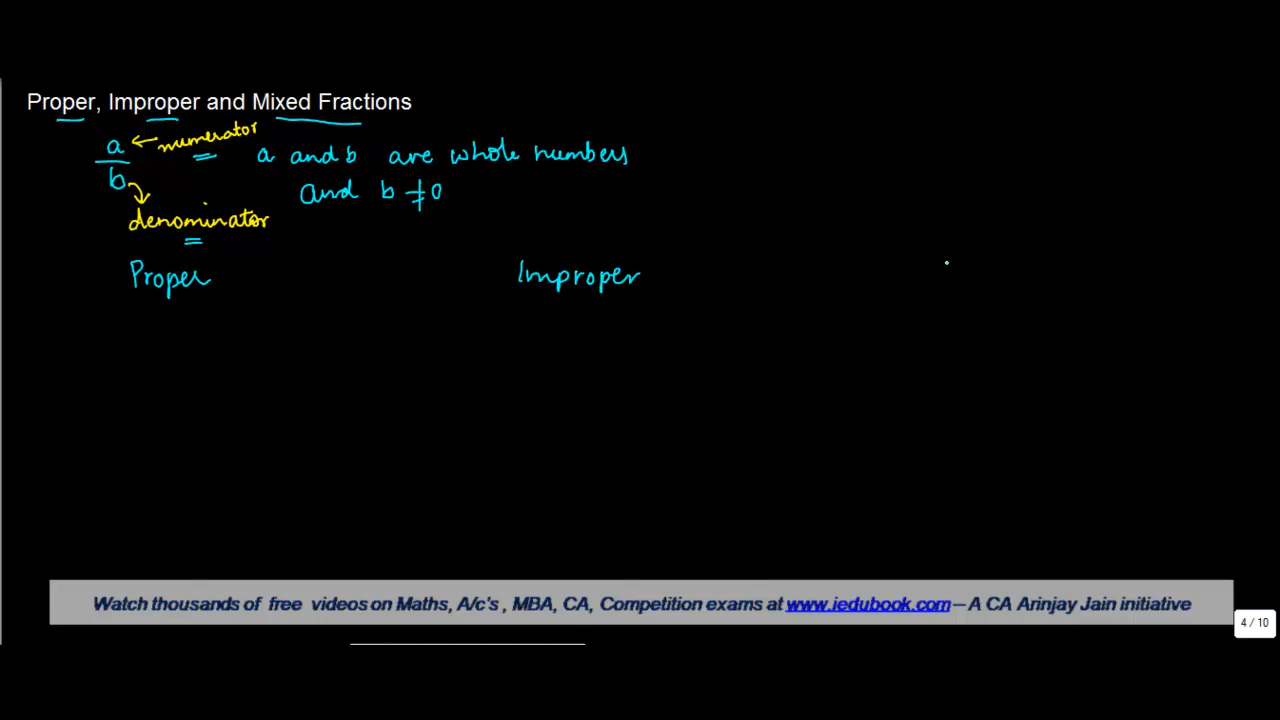 Proper, Improper and Mixed Fractions
a numerator a and b are whole numbers
b and b ≠ 0
denominator
Proper Improper
Watch thousands of free videos on Maths, A/c's , MBA, CA, Competition exams at www.iedubook.com – A CA Arinjay Jain initiative
4 / 10